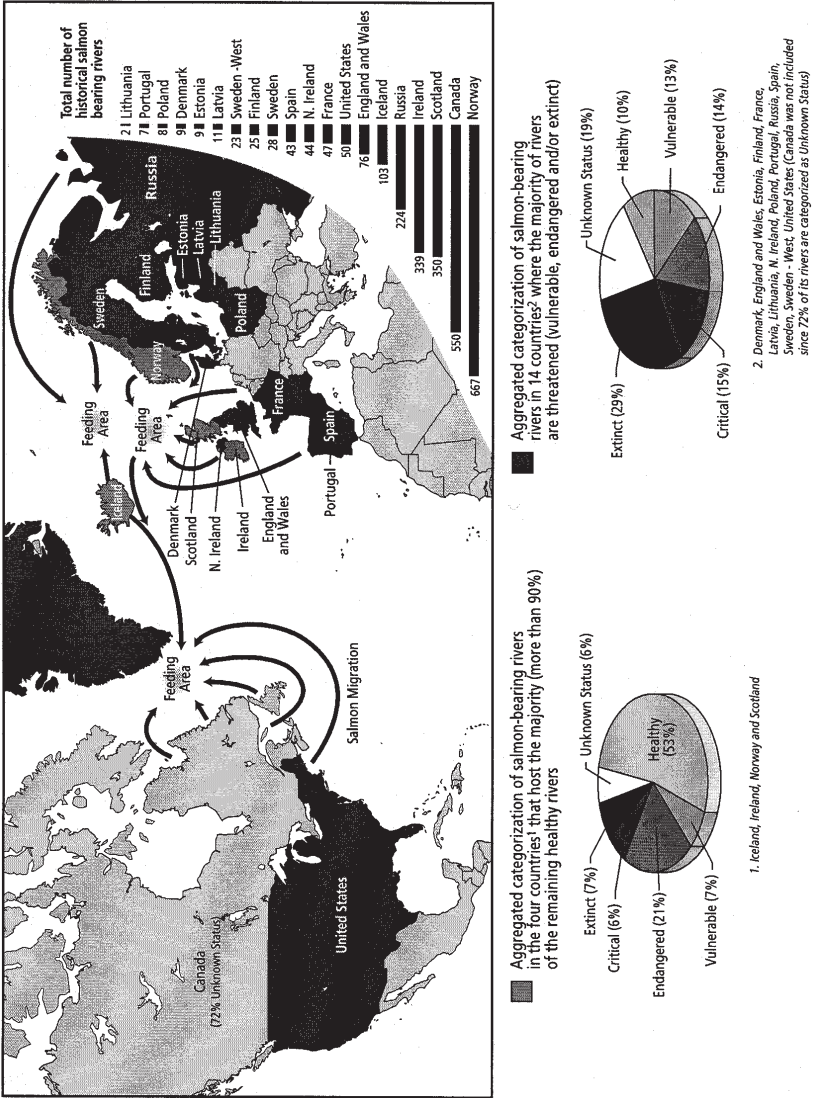 Total number of
historical salmon
bearing rivers
2 Lithuania
7 Portugal
8 Poland
9 Denmark
9 Estonia
11 Latvia
23 Sweden -West
25 Finland
28 Sweden
43 Spain
44 N. Ireland
47 France
50 United States
76 England and Wales
103 Iceland
224 Russia
339 Ireland
350 Scotland
550 Canada
667 Norway
Canada
(72% Unknown Status)
United States
Feeding
Area
Salmon Migration
Iceland
Feeding
Area
Feeding
Area
Denmark
Scotland
N. Ireland
Ireland
England
and Wales
Portugal
Spain
France
Norway
Sweden
Finland
Russia
Estonia
Latvia
Lithuania
Poland
Aggregated categorization of salmon-bearing rivers
in the four countries¹ that host the majority (more than 90%)
of the remaining healthy rivers
Unknown Status (6%)
Extinct (7%)
Critical (6%)
Endangered (21%)
Vulnerable (7%)
Healthy
(53%)
1. Iceland, Ireland, Norway and Scotland
Aggregated categorization of salmon-bearing
rivers in 14 countries² where the majority of rivers
are threatened (vulnerable, endangered and/or extinct)
Unknown Status (19%)
Healthy (10%)
Vulnerable (13%)
Endangered (14%)
Critical (15%)
Extinct (29%)
2. Denmark, England and Wales, Estonia, Finland, France,
Latvia, Lithuania, N. Ireland, Poland, Portugal, Russia, Spain,
Sweden, Sweden - West, United States (Canada was not included
since 72% of its rivers are categorized as Unknown Status)